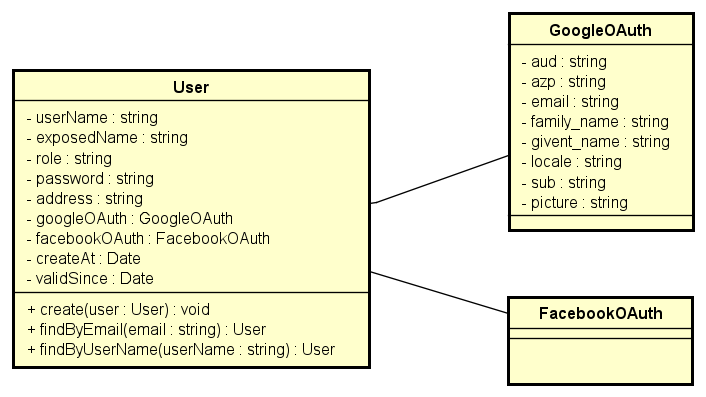 User
- userName : string
- exposedName : string
- role : string
- password : string
- address : string
- googleOAuth : GoogleOAuth
- facebookOAuth : FacebookOAuth
- createAt : Date
- validSince : Date
+ create(user : User) : void
+ findByEmail(email : string) : User
+ findByUserName(userName : string) : User
GoogleOAuth
- aud : string
- azp : string
- email : string
- family_name : string
- givent_name : string
- locale : string
- sub : string
- picture : string
FacebookOAuth